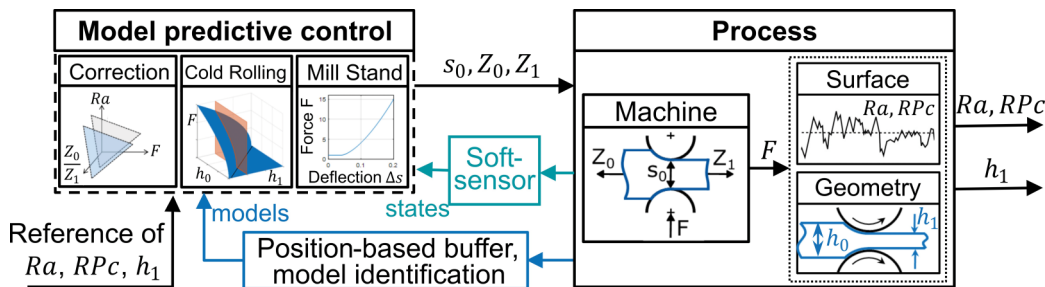 Model predictive control
Correction
Ra
Z₀
Z₁
F
Cold Rolling
F
h₀
h₁
Mill Stand
Force F
15
10
5
0
0
0.1
0.2
Deflection Δs
s₀, Z₀, Z₁
Soft-
sensor
states
models
Position-based buffer,
model identification
Reference of
Ra, RPc, h₁
Process
Machine
Z₀
s₀
Z₁
F
F
Surface
Ra, RPc
Geometry
h₀
h₁
Ra, RPc
h₁